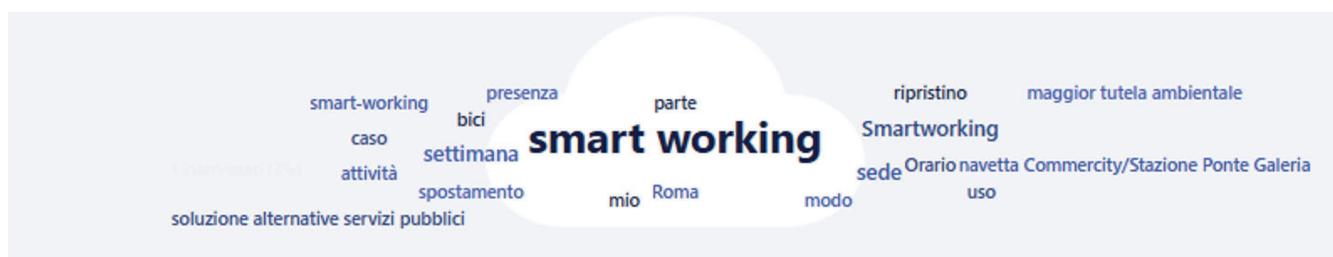 presenza
ripristino
maggior tutela ambientale
smart-working
parte
bici
Smartworking
caso
smart working
settimana
attività
sede
Orario
navetta Commercity/Stazione Ponte Galeria
spostamento
mio
Roma
modo
uso
soluzione alternative servizi pubblici